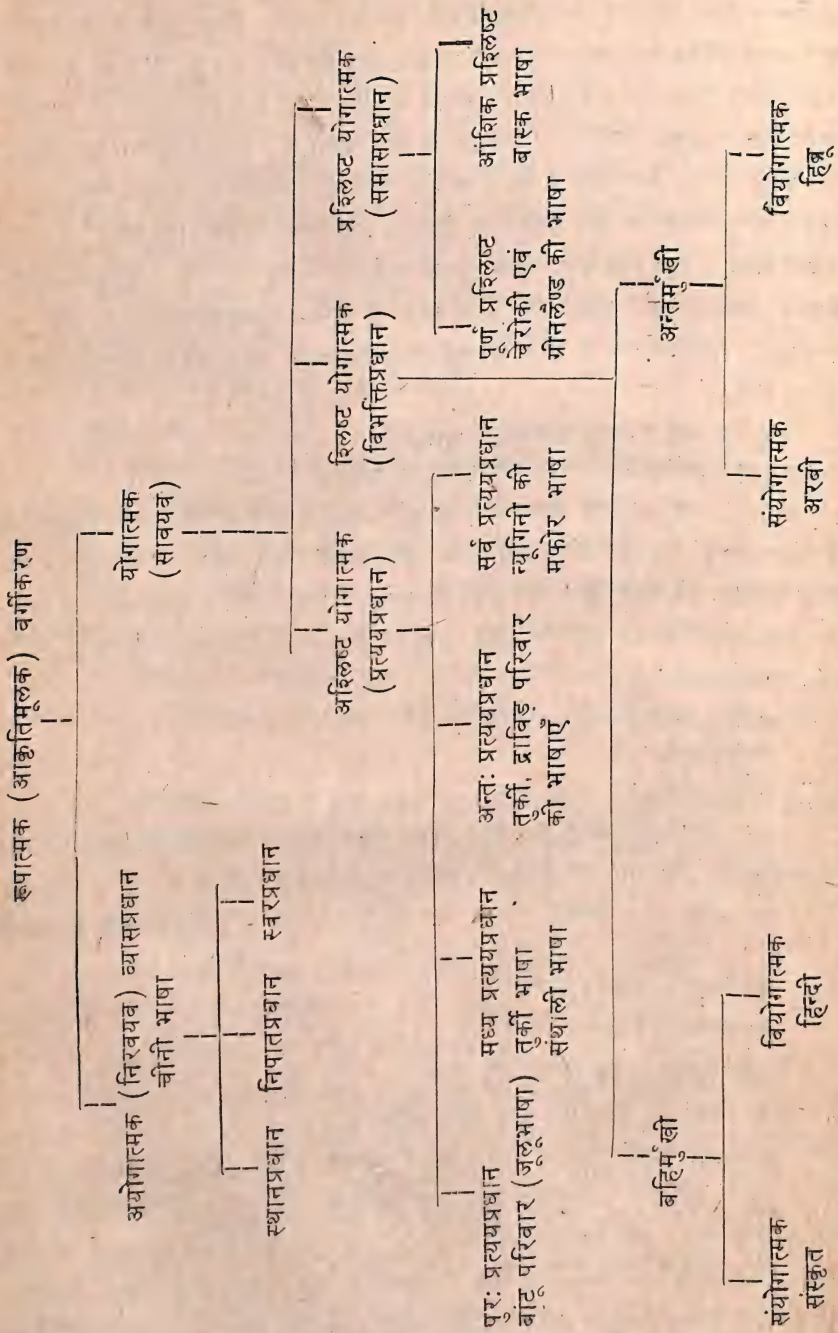 रूपात्मक (आकृतिमूलक) वर्गीकरण
अयोगात्मक (निरवयव) व्यासप्रधान
चीनी भाषा
योगात्मक
(सावयव)
स्थानप्रधान निपातप्रधान स्वरप्रधान
अश्लिष्ट योगात्मक
(प्रत्ययप्रधान)
श्लिष्ट योगात्मक
(विभक्तिप्रधान)
प्रश्लिष्ट योगात्मक
(समासप्रधान)
पुर: प्रत्ययप्रधान
बांटू परिवार (जूलूभाषा)
मध्य प्रत्ययप्रधान
तुर्की भाषा
संथाली भाषा
अन्त: प्रत्ययप्रधान
तुर्की, द्राविड़ परिवार
की भाषाएँ
सर्व प्रत्ययप्रधान
न्यूगिनी की
मफोर भाषा
पूर्ण प्रश्लिष्ट
चेरोकी एवं
ग्रीनलैण्ड की भाषा
आंशिक प्रश्लिष्ट
बास्क भाषा
बहिर्मुखी
अन्तर्मुखी
संयोगात्मक
संस्कृत
वियोगात्मक
हिन्दी
संयोगात्मक
अरबी
वियोगात्मक
हिब्रू